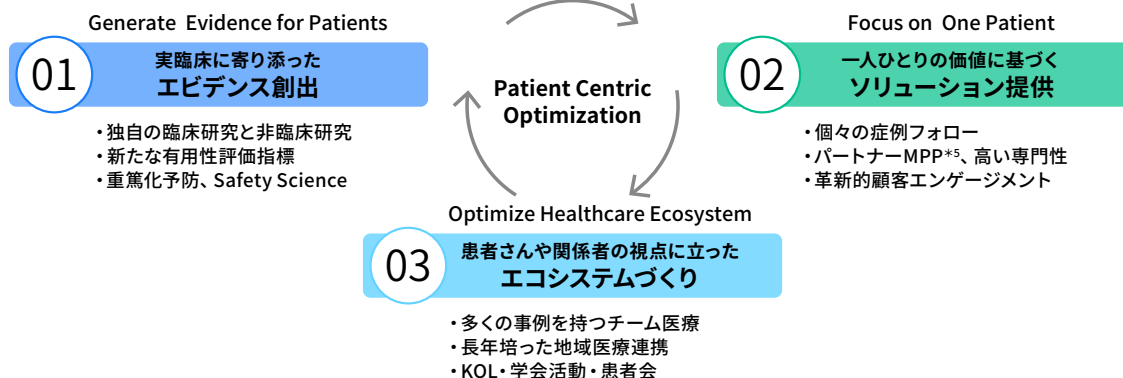 Generate Evidence for Patients
01
実臨床に寄り添った
エビデンス創出
・独自の臨床研究と非臨床研究
・新たな有用性評価指標
・重篤化予防、Safety Science
Patient Centric
Optimization
Focus on One Patient
02
一人ひとりの価値に基づく
ソリューション提供
・個々の症例フォロー
・パートナーMPP*5、高い専門性
・革新的顧客エンゲージメント
Optimize Healthcare Ecosystem
03
患者さんや関係者の視点に立った
エコシステムづくり
・多くの事例を持つチーム医療
・長年培った地域医療連携
・KOL・学会活動・患者会